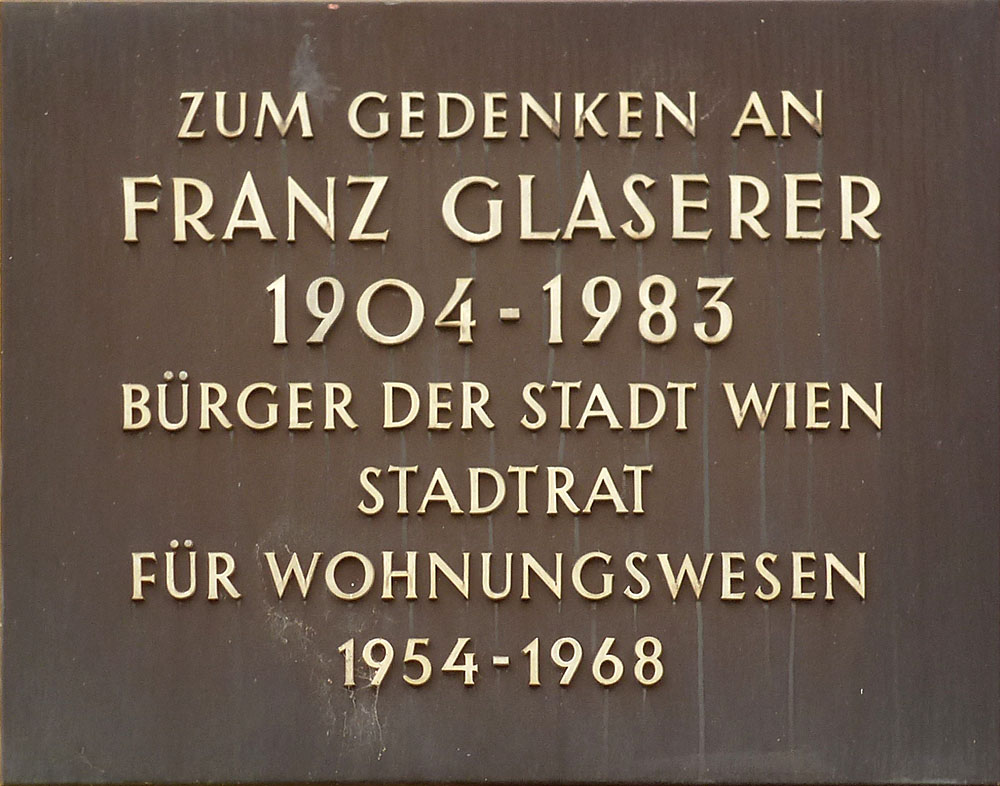 ZUM GEDENKEN AN
FRANZ GLASERER
1904 - 1983
BÜRGER DER STADT WIEN
STADTRAT
FÜR WOHNUNGSWESEN
1954 - 1968